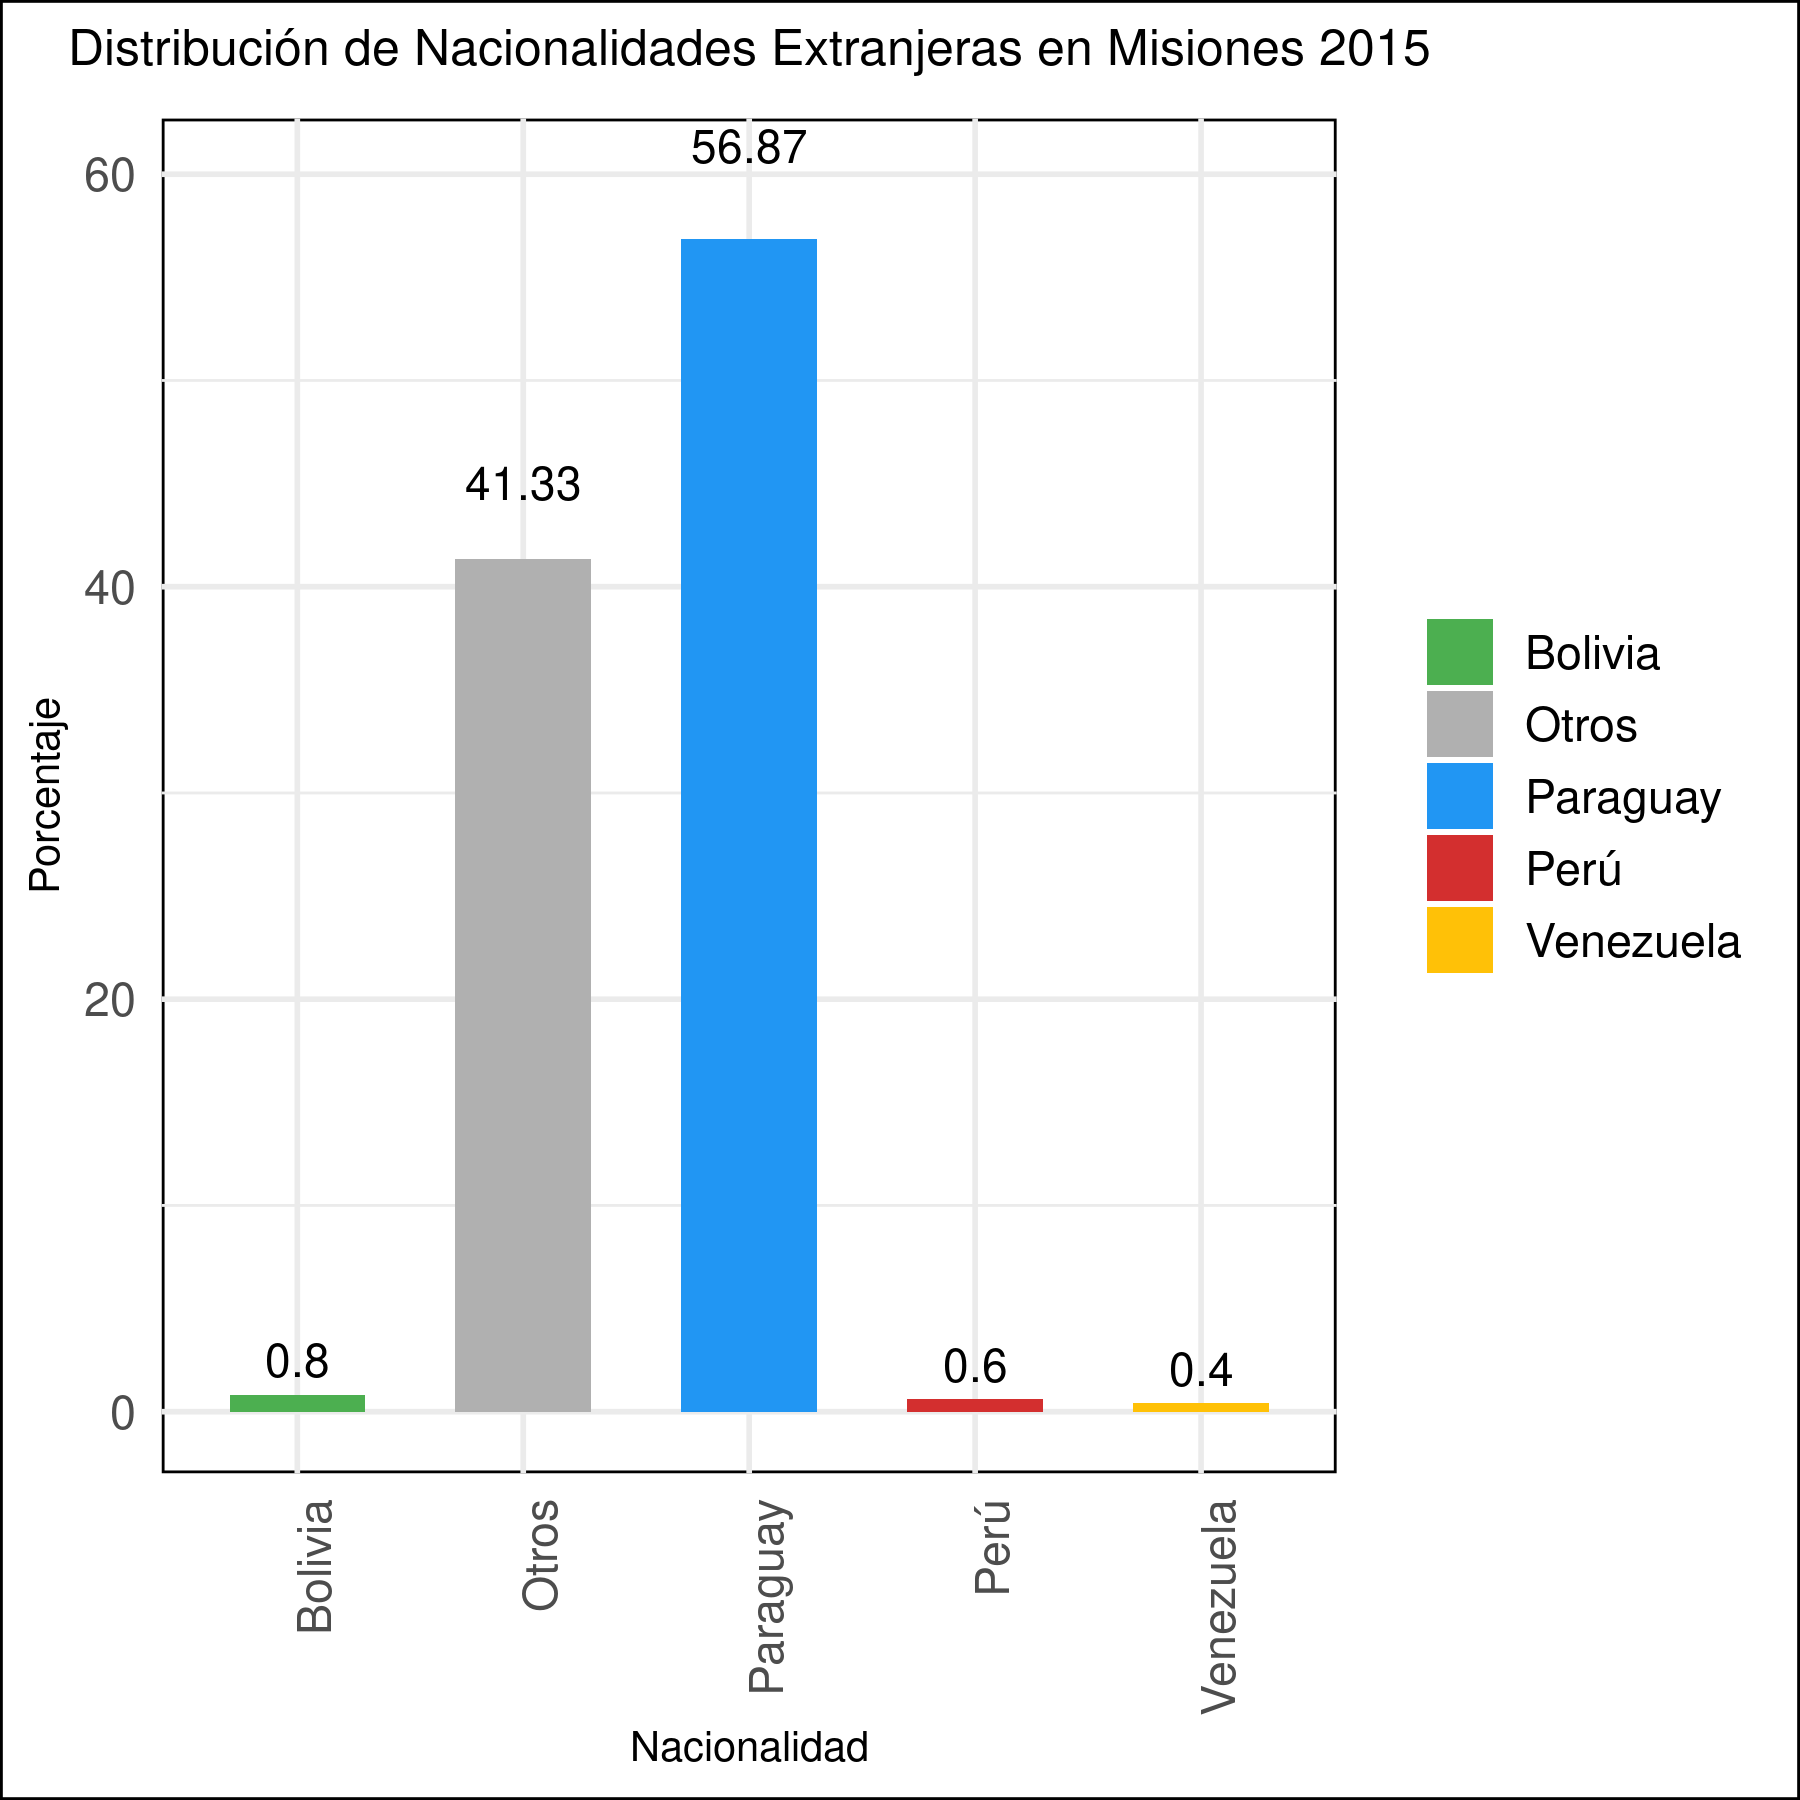 Distribución de Nacionalidades Extranjeras en Misiones 2015
Porcentaje
60
40
20
0
0.8
41.33
56.87
0.6
0.4
Bolivia
Otros
Paraguay
Perú
Venezuela
Nacionalidad
Bolivia
Otros
Paraguay
Perú
Venezuela